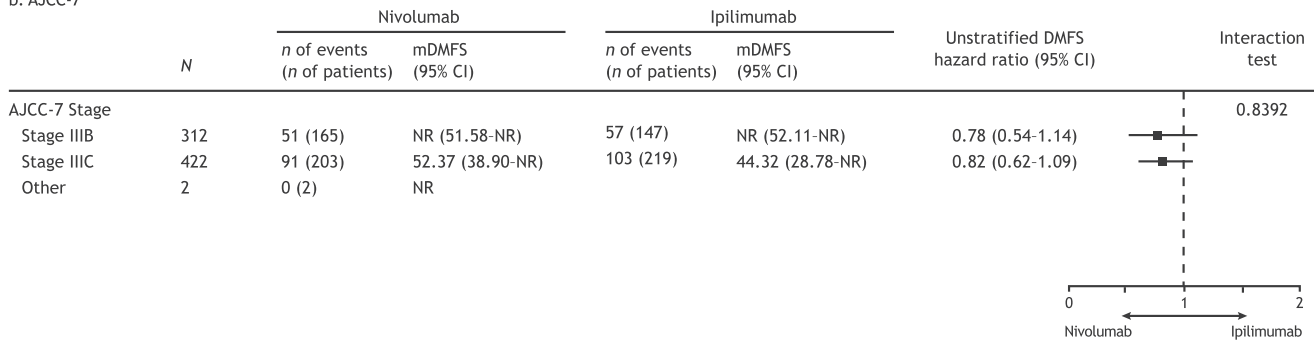 b. AJCC-7
Nivolumab Ipilimumab
N n of events (n of patients) mDMFS (95% CI) n of events (n of patients) mDMFS (95% CI) Unstratified DMFS hazard ratio (95% CI) Interaction test
AJCC-7 Stage 0.8392
Stage IIIB 312 51 (165) NR (51.58–NR) 57 (147) NR (52.11–NR) 0.78 (0.54–1.14)
Stage IIIC 422 91 (203) 52.37 (38.90–NR) 103 (219) 44.32 (28.78–NR) 0.82 (0.62–1.09)
Other 2 0 (2) NR
0 1 2
Nivolumab Ipilimumab